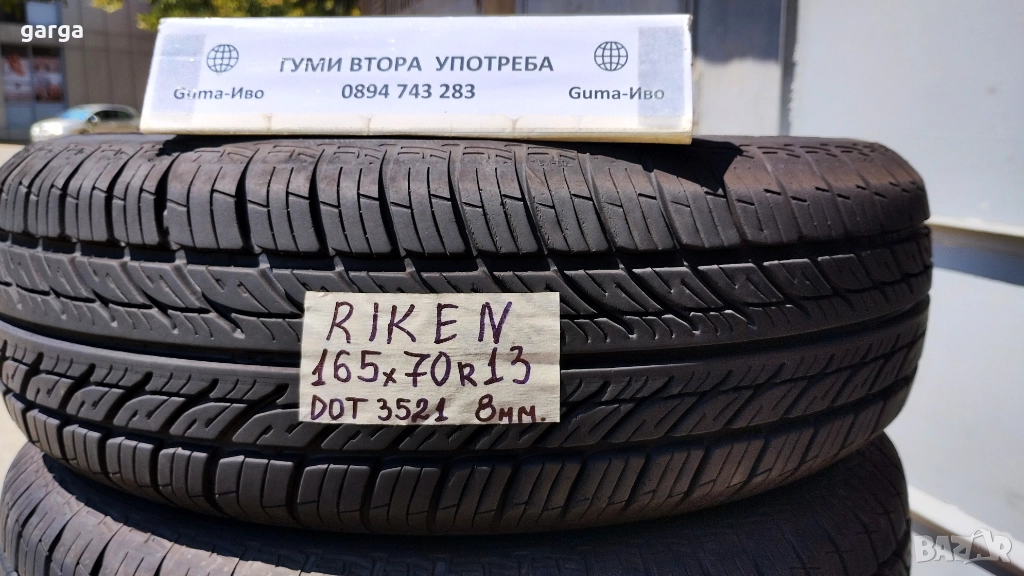 garga
ГУМИ ВТОРА УПОТРЕБА
0894 743 283
Guma-Иво
Guma-Иво
RIKEN
165x70R13
DOT 3521 8мм.
BAZAR